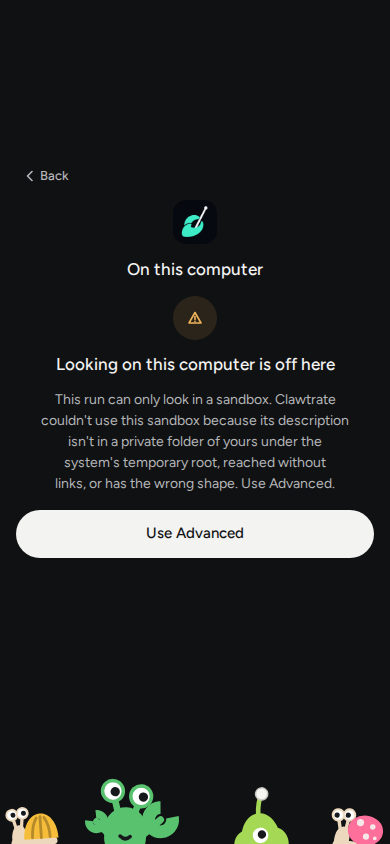 Back
On this computer
Looking on this computer is off here
This run can only look in a sandbox. Clawtrate
couldn't use this sandbox because its description
isn't in a private folder of yours under the
system's temporary root, reached without
links, or has the wrong shape. Use Advanced.
Use Advanced